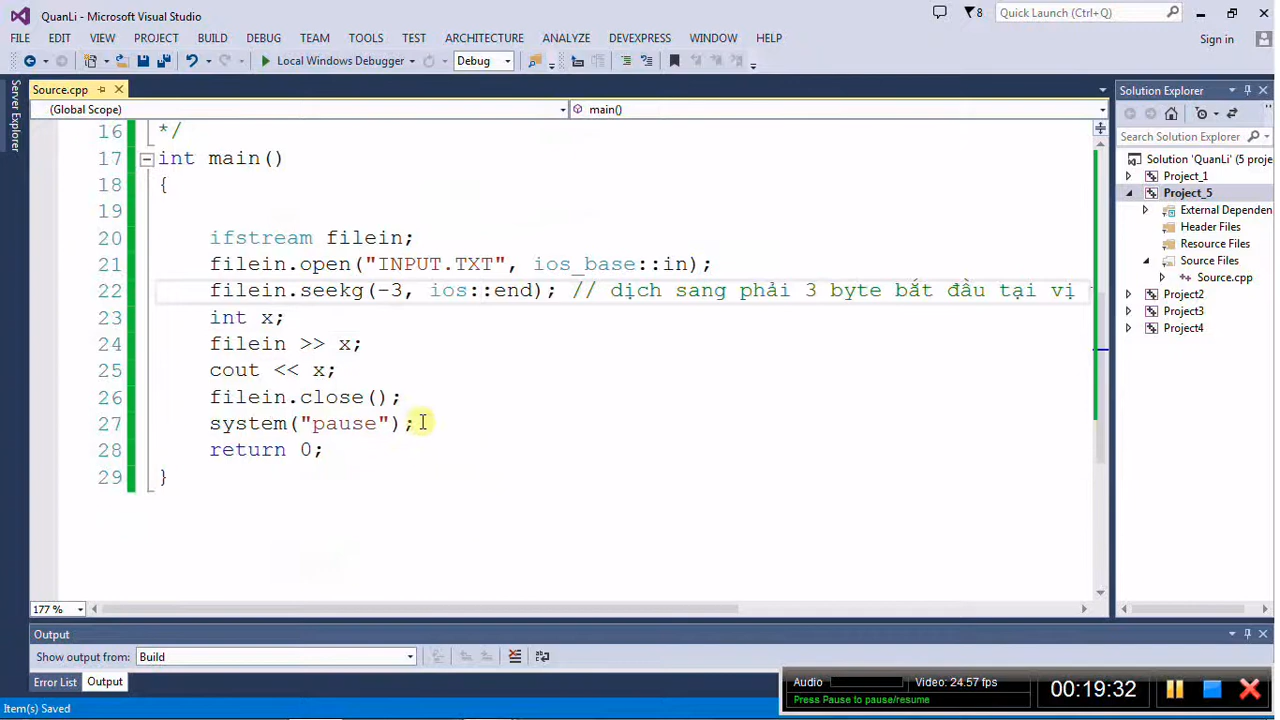 QuanLi - Microsoft Visual Studio
8
Quick Launch (Ctrl+Q)
FILE EDIT VIEW PROJECT BUILD DEBUG TEAM TOOLS TEST ARCHITECTURE ANALYZE DEVEXPRESS WINDOW HELP
Sign in
Local Windows Debugger Debug
Server Explorer
Source.cpp
(Global Scope) main()
16 */
17 int main()
18 {
19
20 ifstream filein;
21 filein.open("INPUT.TXT", ios_base::in);
22 filein.seekg(-3, ios::end); // dịch sang phải 3 byte bắt đầu tại vị
23 int x;
24 filein >> x;
25 cout << x;
26 filein.close();
27 system("pause");
28 return 0;
29 }
177 %
Solution Explorer
Search Solution Explorer
Solution 'QuanLi' (5 proje
Project_1
Project_5
External Dependen
Header Files
Resource Files
Source Files
Source.cpp
Project2
Project3
Project4
Output
Show output from: Build
Error List Output
Item(s) Saved
Audio Video: 24.57 fps
Press Pause to pause/resume
00:19:32